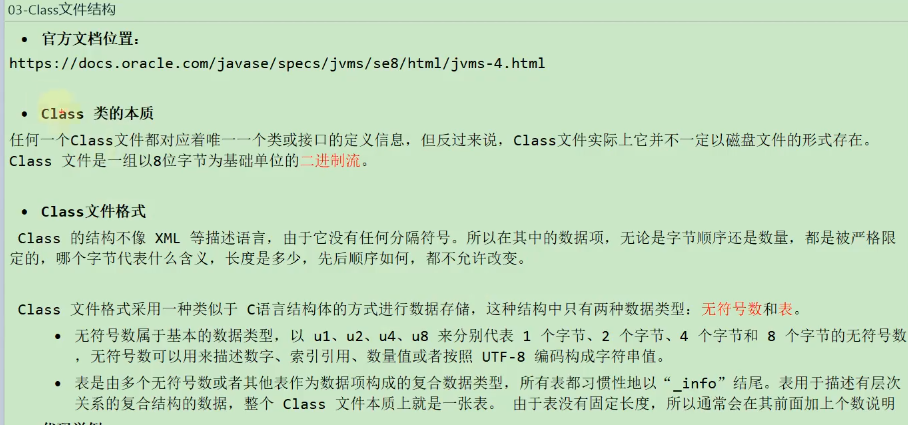 03-Class文件结构
• 官方文档位置：
https://docs.oracle.com/javase/specs/jvms/se8/html/jvms-4.html
• Class 类的本质
任何一个Class文件都对应着唯一一个类或接口的定义信息，但反过来说，Class文件实际上它并不一定以磁盘文件的形式存在。
Class 文件是一组以8位字节为基础单位的二进制流。
• Class文件格式
Class 的结构不像 XML 等描述语言，由于它没有任何分隔符号。所以在其中的数据项，无论是字节顺序还是数量，都是被严格限
定的，哪个字节代表什么含义，长度是多少，先后顺序如何，都不允许改变。
Class 文件格式采用一种类似于 C语言结构体的方式进行数据存储，这种结构中只有两种数据类型：无符号数和表。
• 无符号数属于基本的数据类型，以 u1、u2、u4、u8 来分别代表 1 个字节、2 个字节、4 个字节和 8 个字节的无符号数
，无符号数可以用来描述数字、索引引用、数量值或者按照 UTF-8 编码构成字符串值。
• 表是由多个无符号数或者其他表作为数据项构成的复合数据类型，所有表都习惯性地以“_info”结尾。表用于描述有层次
关系的复合结构的数据，整个 Class 文件本质上就是一张表。 由于表没有固定长度，所以通常会在其前面加上个数说明